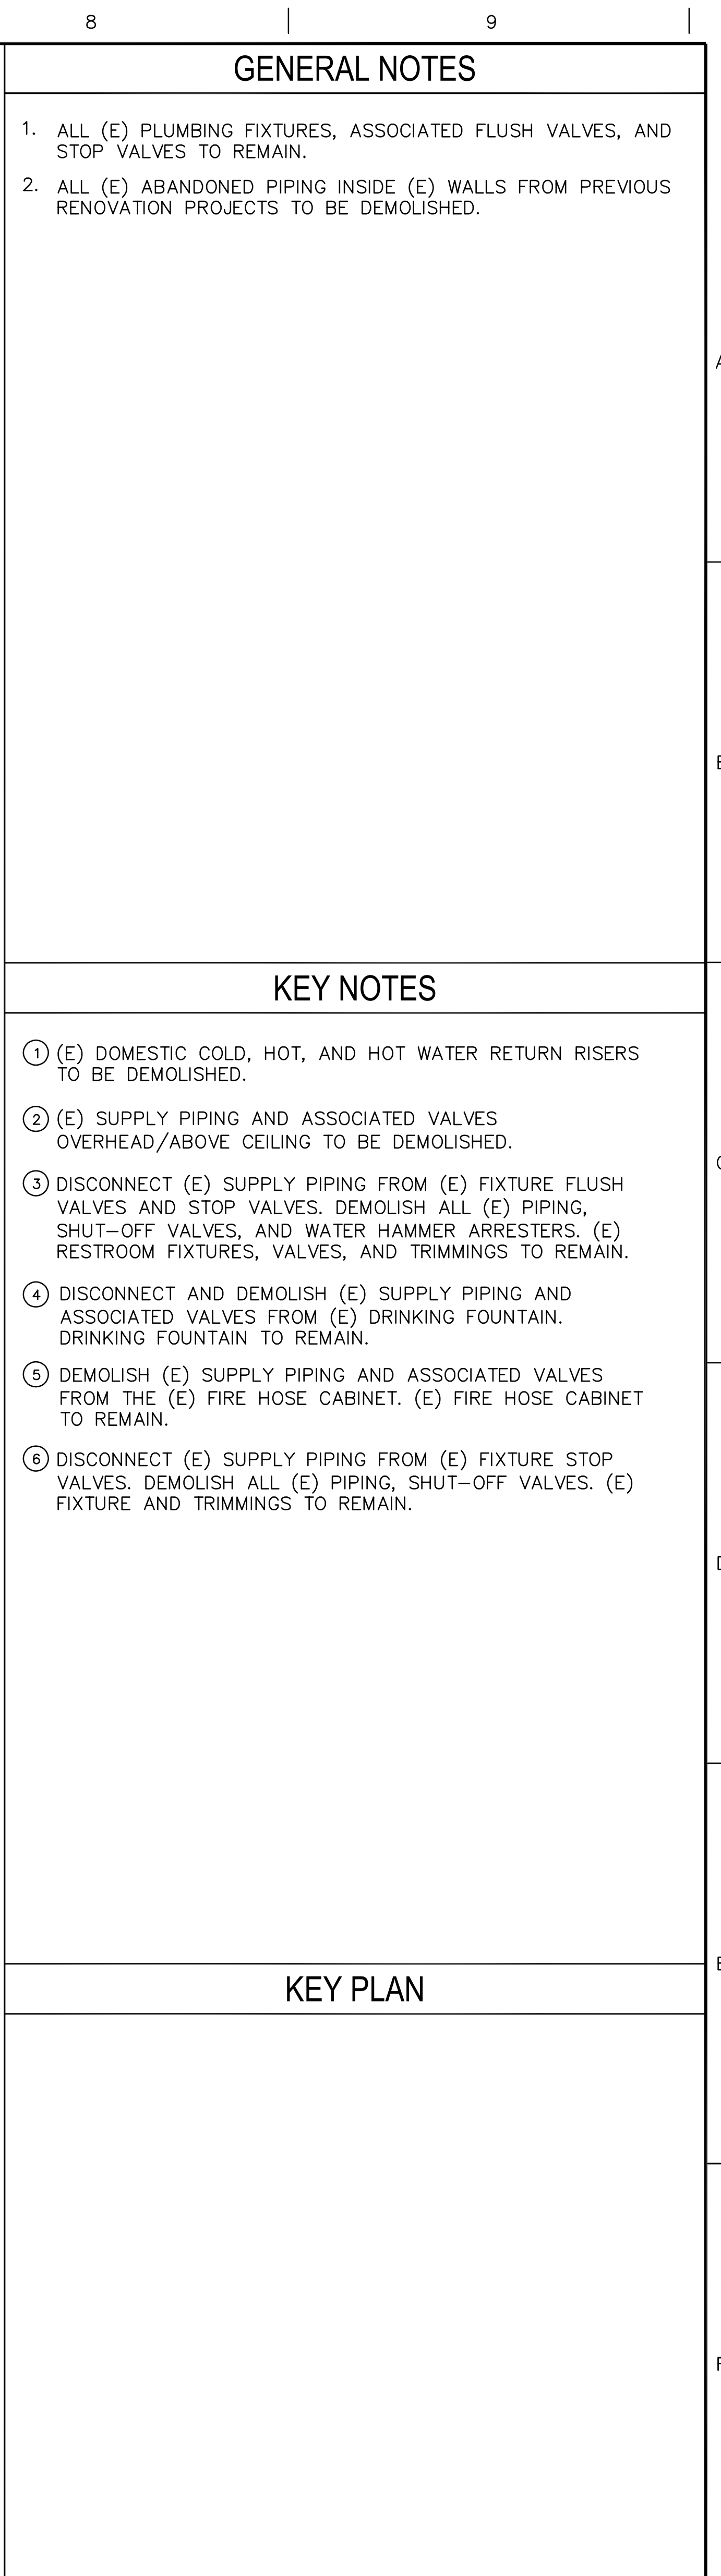 8 9
GENERAL NOTES
1. ALL (E) PLUMBING FIXTURES, ASSOCIATED FLUSH VALVES, AND
STOP VALVES TO REMAIN.
2. ALL (E) ABANDONED PIPING INSIDE (E) WALLS FROM PREVIOUS
RENOVATION PROJECTS TO BE DEMOLISHED.
KEY NOTES
1 (E) DOMESTIC COLD, HOT, AND HOT WATER RETURN RISERS
TO BE DEMOLISHED.
2 (E) SUPPLY PIPING AND ASSOCIATED VALVES
OVERHEAD/ABOVE CEILING TO BE DEMOLISHED.
3 DISCONNECT (E) SUPPLY PIPING FROM (E) FIXTURE FLUSH
VALVES AND STOP VALVES. DEMOLISH ALL (E) PIPING,
SHUT-OFF VALVES, AND WATER HAMMER ARRESTERS. (E)
RESTROOM FIXTURES, VALVES, AND TRIMMINGS TO REMAIN.
4 DISCONNECT AND DEMOLISH (E) SUPPLY PIPING AND
ASSOCIATED VALVES FROM (E) DRINKING FOUNTAIN.
DRINKING FOUNTAIN TO REMAIN.
5 DEMOLISH (E) SUPPLY PIPING AND ASSOCIATED VALVES
FROM THE (E) FIRE HOSE CABINET. (E) FIRE HOSE CABINET
TO REMAIN.
6 DISCONNECT (E) SUPPLY PIPING FROM (E) FIXTURE STOP
VALVES. DEMOLISH ALL (E) PIPING, SHUT-OFF VALVES. (E)
FIXTURE AND TRIMMINGS TO REMAIN.
KEY PLAN